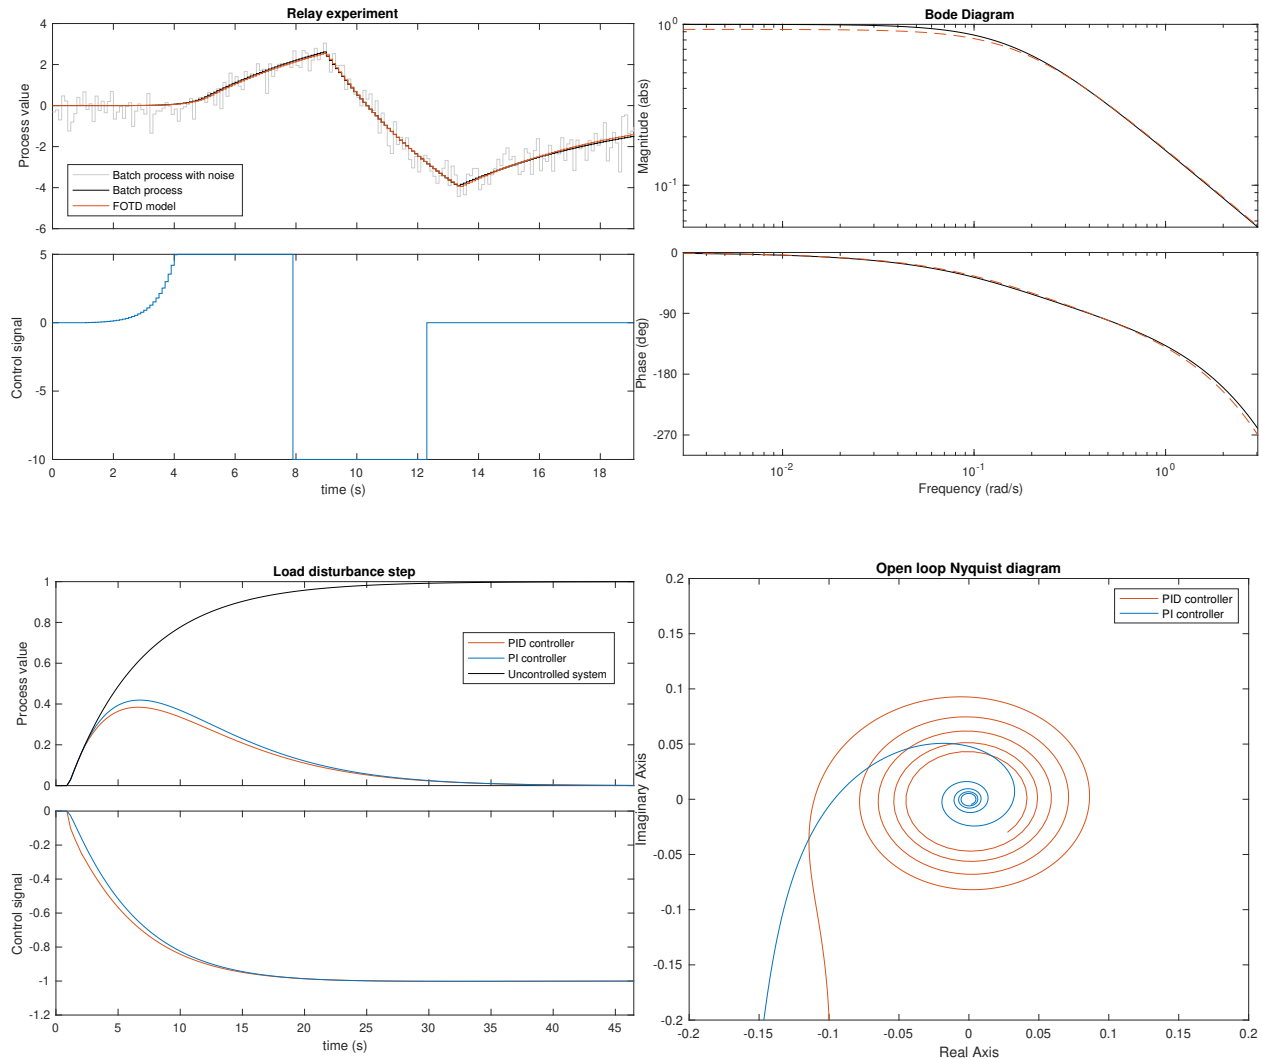 Relay experiment
4
2
0
-2
-4
-6
Process value
Batch process with noise
Batch process
FOTD model
5
0
-5
-10
Control signal
0 2 4 6 8 10 12 14 16 18
time (s)
Bode Diagram
10^0
10^-1
Magnitude (abs)
0
-90
-180
-270
Phase (deg)
10^-2 10^-1 10^0
Frequency (rad/s)
Load disturbance step
1
0.8
0.6
0.4
0.2
0
Process value
PID controller
PI controller
Uncontrolled system
0
-0.2
-0.4
-0.6
-0.8
-1
-1.2
Control signal
0 5 10 15 20 25 30 35 40 45
time (s)
Open loop Nyquist diagram
0.2
0.15
0.1
0.05
0
-0.05
-0.1
-0.15
-0.2
Imaginary Axis
PID controller
PI controller
-0.2 -0.15 -0.1 -0.05 0 0.05 0.1 0.15 0.2
Real Axis